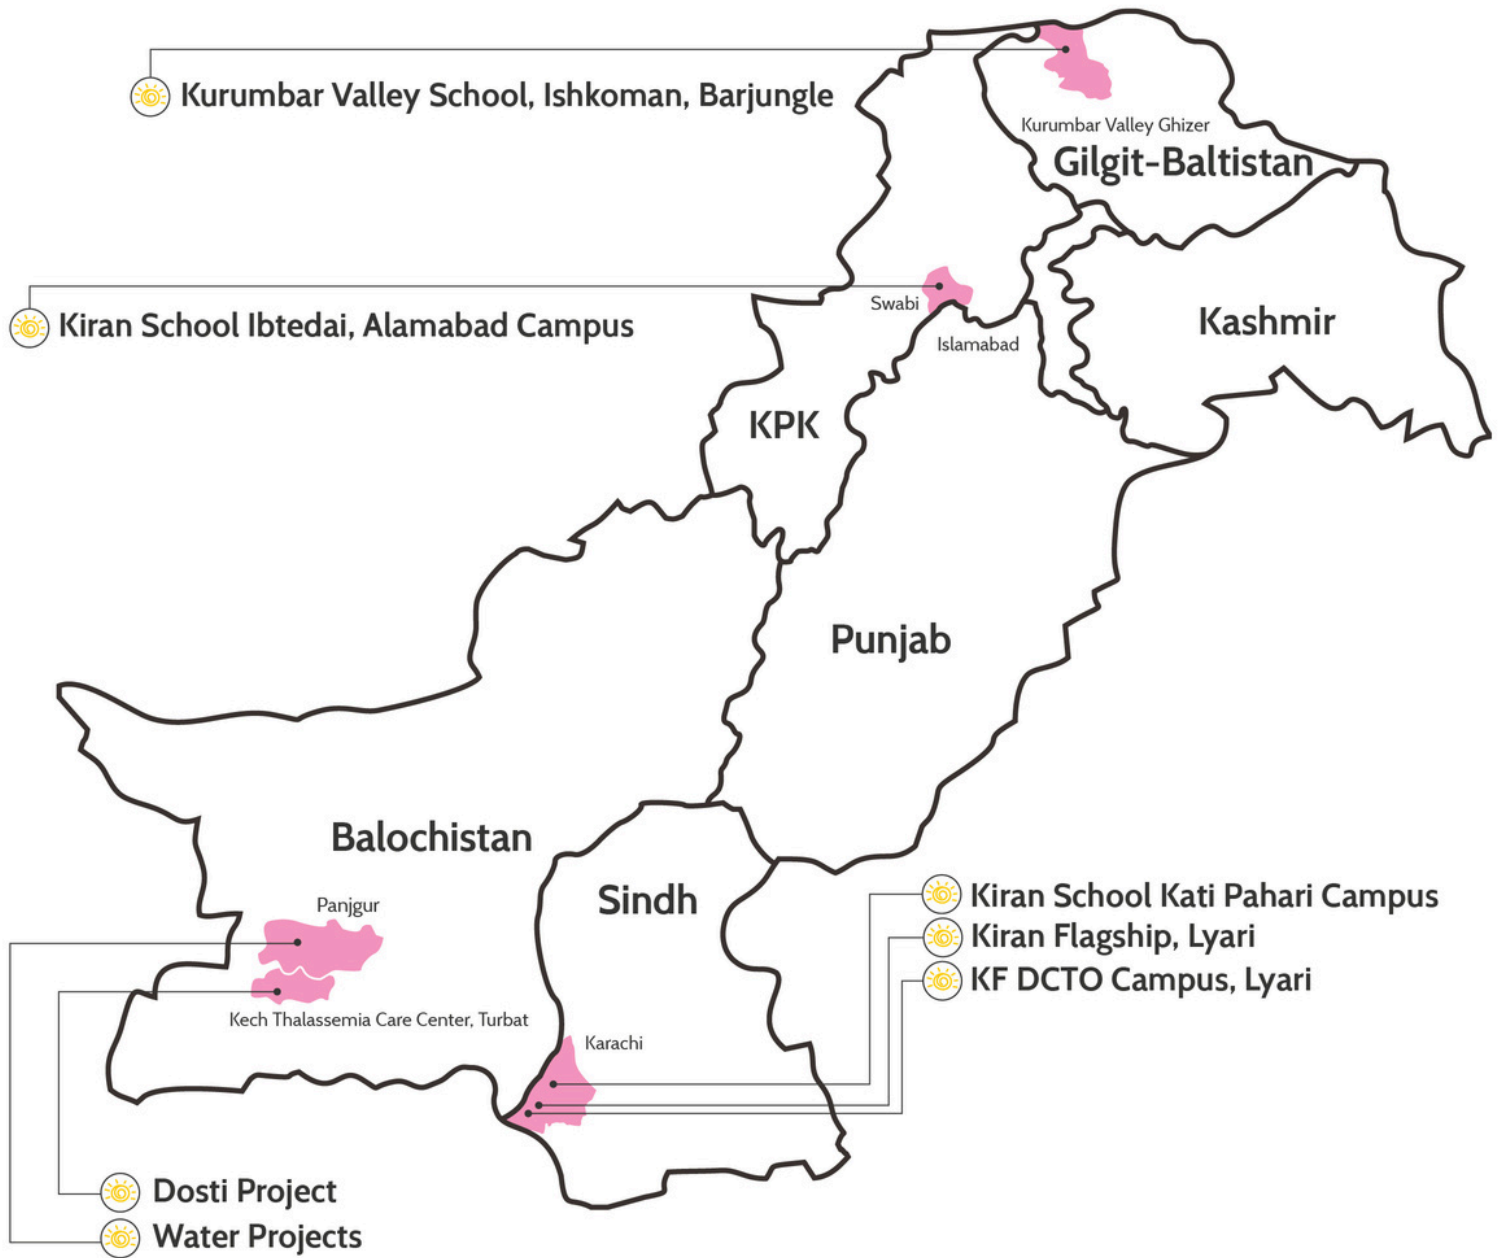 Kurumbar Valley School, Ishkoman, Barjungle
Kurumbar Valley Ghizer
Gilgit-Baltistan
Kiran School Ibtedai, Alamabad Campus
Swabi
Islamabad
Kashmir
KPK
Punjab
Balochistan
Sindh
Panjgur
Kiran School Kati Pahari Campus
Kiran Flagship, Lyari
KF DCTO Campus, Lyari
Kech Thalassemia Care Center, Turbat
Karachi
Dosti Project
Water Projects